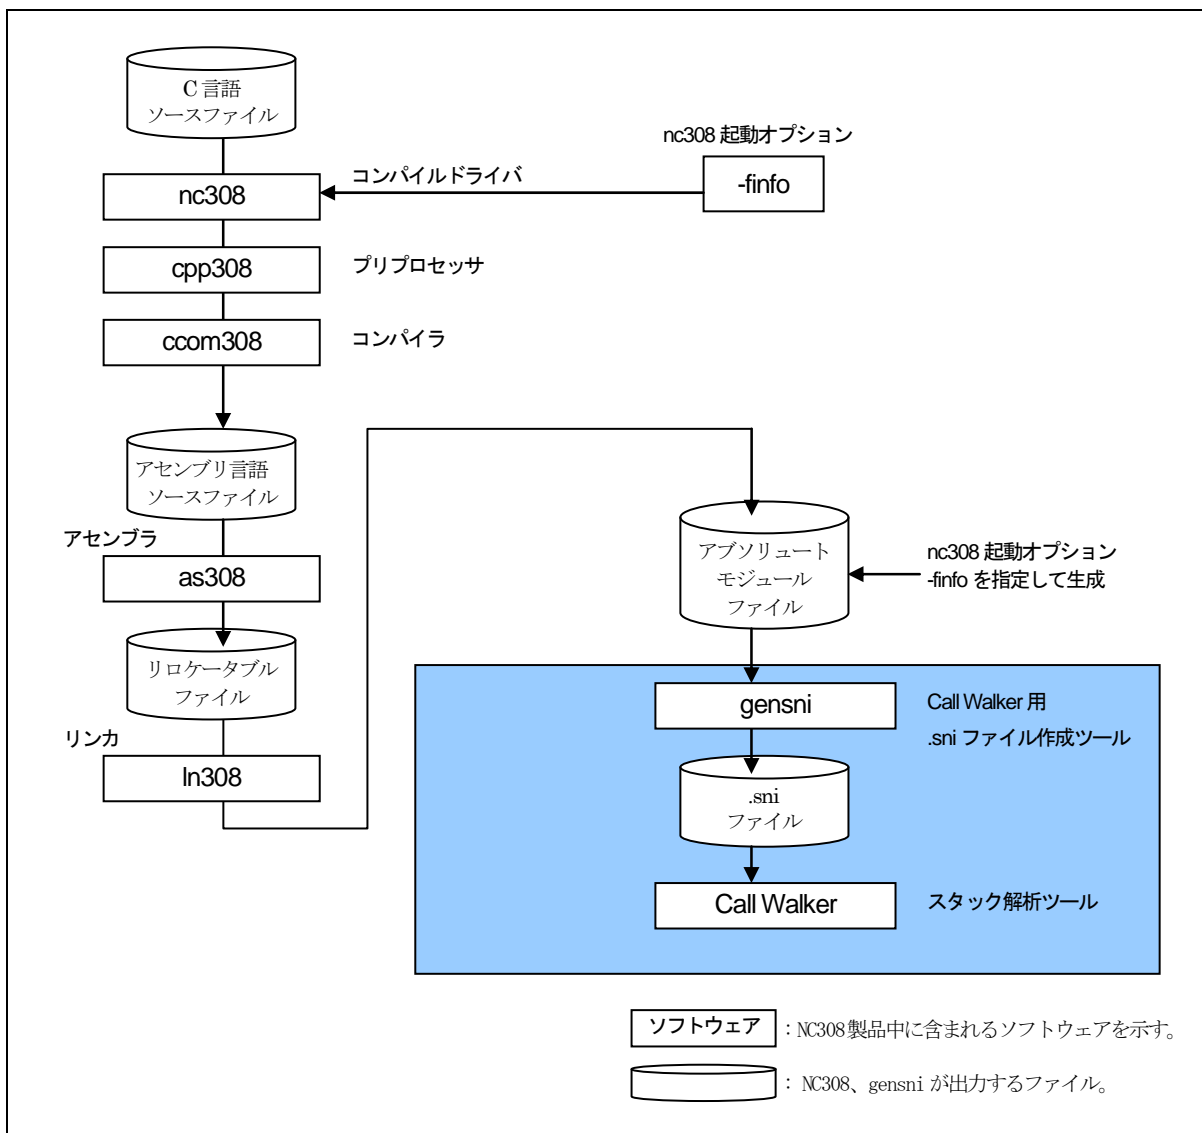 C 言語
ソースファイル
nc308 起動オプション
-finfo
コンパイルドライバ
nc308
cpp308
プリプロセッサ
ccom308
コンパイラ
アセンブリ言語
ソースファイル
アセンブラ
as308
リロケータブル
ファイル
リンカ
ln308
アブソリュート
モジュール
ファイル
nc308 起動オプション
-finfo を指定して生成
gensni
Call Walker 用
.sni ファイル作成ツール
.sni
ファイル
Call Walker
スタック解析ツール
ソフトウェア : NC308製品中に含まれるソフトウェアを示す。
: NC308、gensni が出力するファイル。